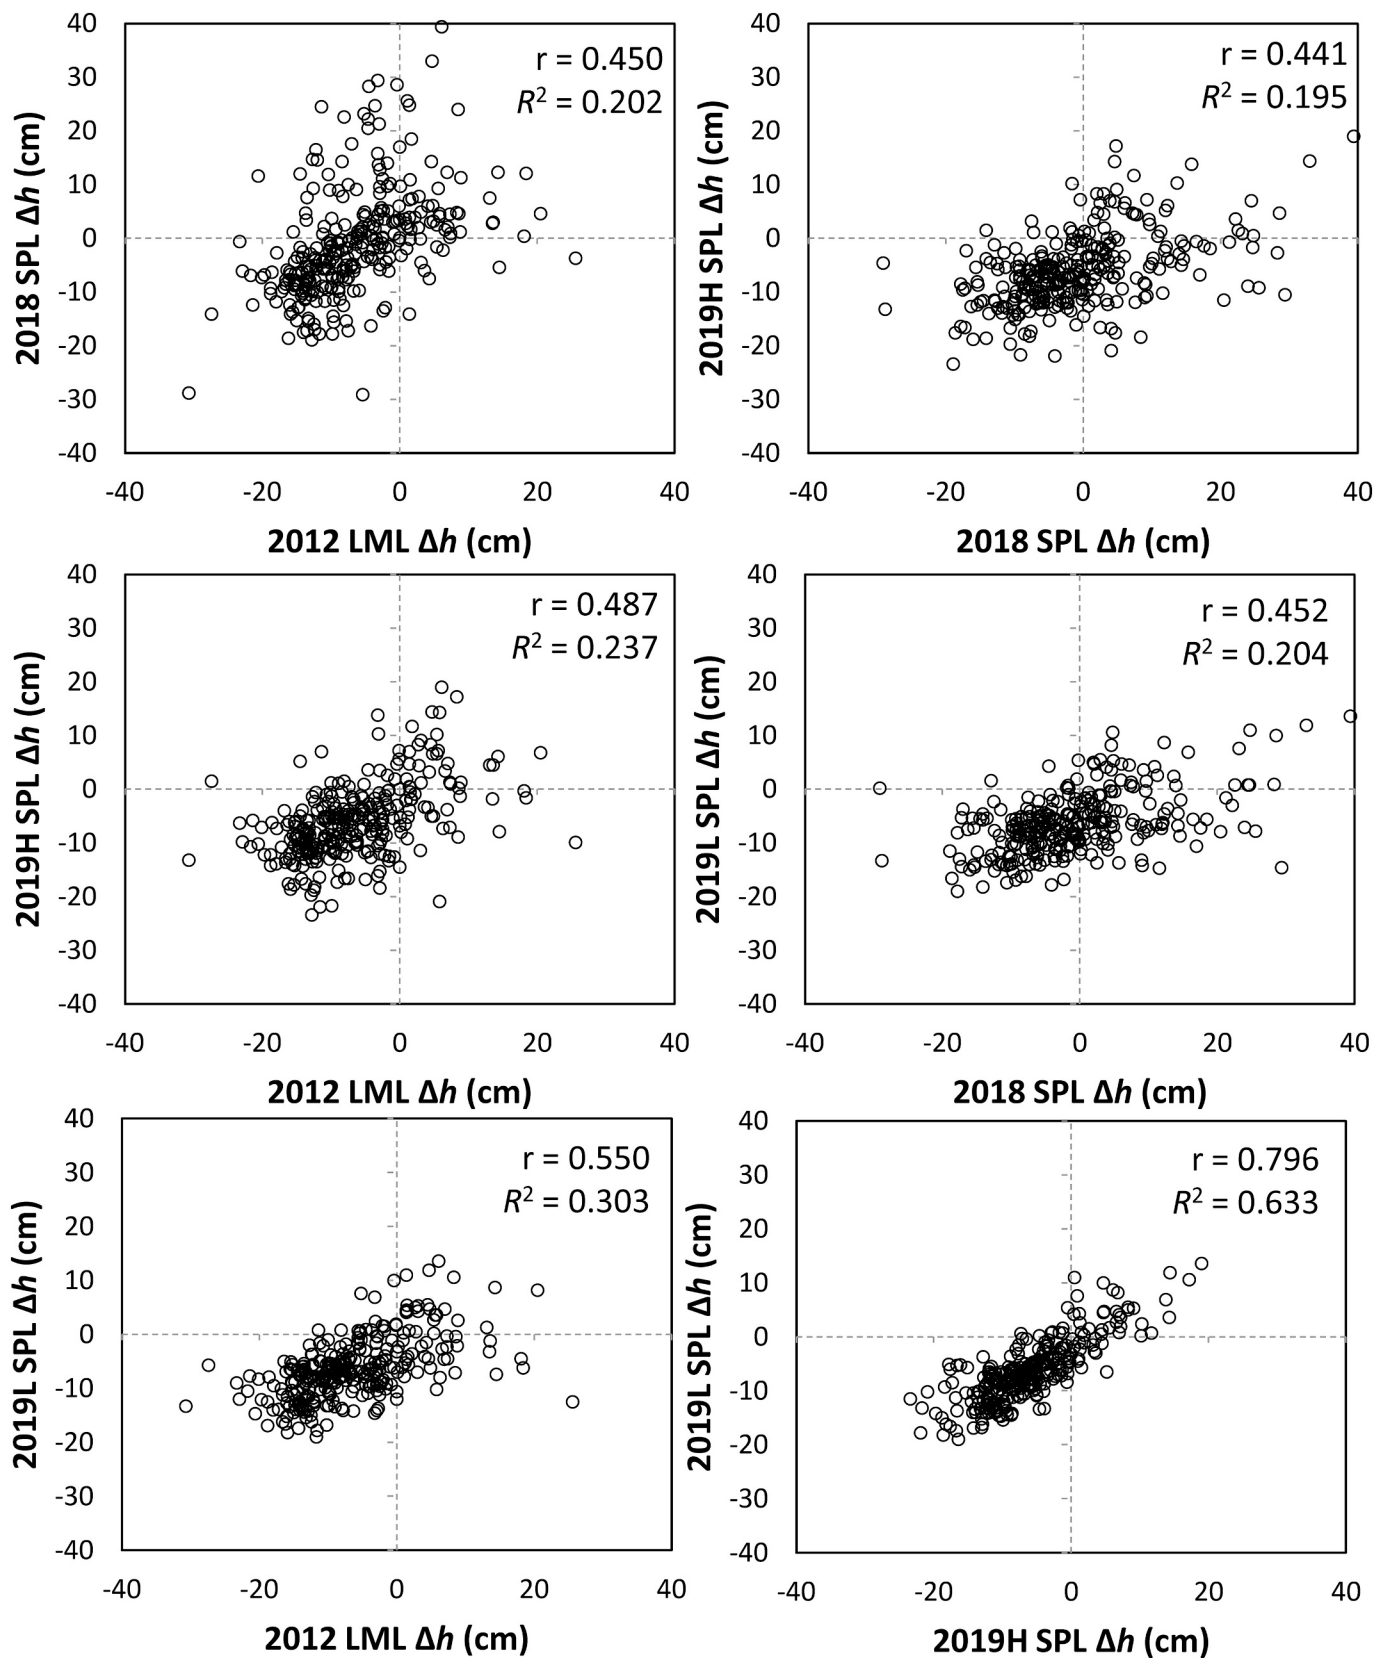 r = 0.450
R² = 0.202
2018 SPL Δh (cm)
40
30
20
10
0
-10
-20
-30
-40
-40 -20 0 20 40
2012 LML Δh (cm)
r = 0.441
R² = 0.195
2019H SPL Δh (cm)
40
30
20
10
0
-10
-20
-30
-40
-40 -20 0 20 40
2018 SPL Δh (cm)
r = 0.487
R² = 0.237
2019H SPL Δh (cm)
40
30
20
10
0
-10
-20
-30
-40
-40 -20 0 20 40
2012 LML Δh (cm)
r = 0.452
R² = 0.204
2019L SPL Δh (cm)
40
30
20
10
0
-10
-20
-30
-40
-40 -20 0 20 40
2018 SPL Δh (cm)
r = 0.550
R² = 0.303
2019L SPL Δh (cm)
40
30
20
10
0
-10
-20
-30
-40
-40 -20 0 20 40
2012 LML Δh (cm)
r = 0.796
R² = 0.633
2019L SPL Δh (cm)
40
30
20
10
0
-10
-20
-30
-40
-40 -20 0 20 40
2019H SPL Δh (cm)